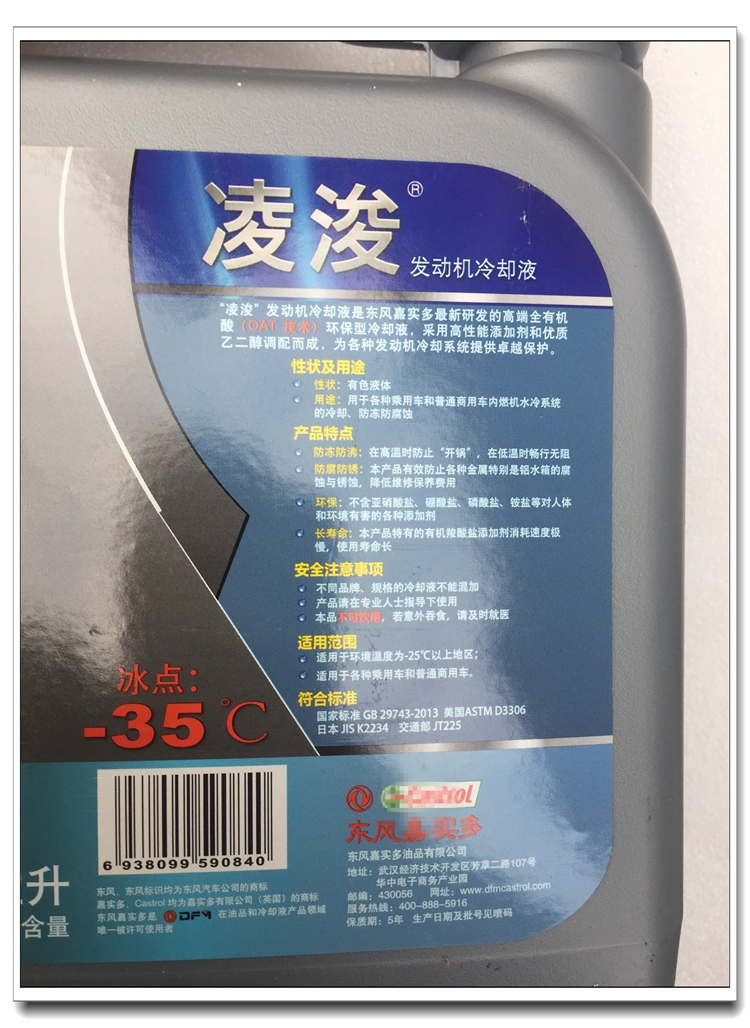 凌浚®
发动机冷却液
“凌浚”发动机冷却液是东风嘉实多最新研发的高端全有机
酸（OAT 技术）环保型冷却液，采用高性能添加剂和优质
乙二醇调配而成，为各种发动机冷却系统提供卓越保护。
性状及用途
性状：有色液体
用途：用于各种乘用车和普通商用车内燃机水冷系统
的冷却、防冻防腐蚀
产品特点
防冻防沸：在高温时防止“开锅”，在低温时畅行无阻
防腐防锈：本产品有效防止各种金属特别是铝水箱的腐
蚀与锈蚀，降低维修保养费用
环保：不含亚硝酸盐、硼酸盐、磷酸盐、铵盐等对人体
和环境有害的各种添加剂
长寿命：本产品特有的有机羧酸盐添加剂消耗速度极
慢，使用寿命长
安全注意事项
不同品牌、规格的冷却液不能混加
产品请在专业人士指导下使用
本品不可饮用，若意外吞食，请及时就医
适用范围
适用于环境温度为-25℃以上地区；
适用于各种乘用车和普通商用车。
符合标准
国家标准 GB 29743-2013 美国ASTM D3306
日本 JIS K2234 交通部 JT225
冰点：
-35℃
6 938099 590840
升
含量
东风、东风标识均为东风汽车公司的商标
嘉实多、Castrol 均为嘉实多有限公司（英国）的商标
东风嘉实多是 DFM 在油品和冷却液产品领域
唯一被许可使用者
Castrol
东风嘉实多
东风嘉实多油品有限公司
地址：武汉经济技术开发区芳草二路107号
华中电子商务产业园
邮编：430056 网址：www.dfmcastrol.com
服务热线：400-888-5916
保质期：5年 生产日期及批号见喷码